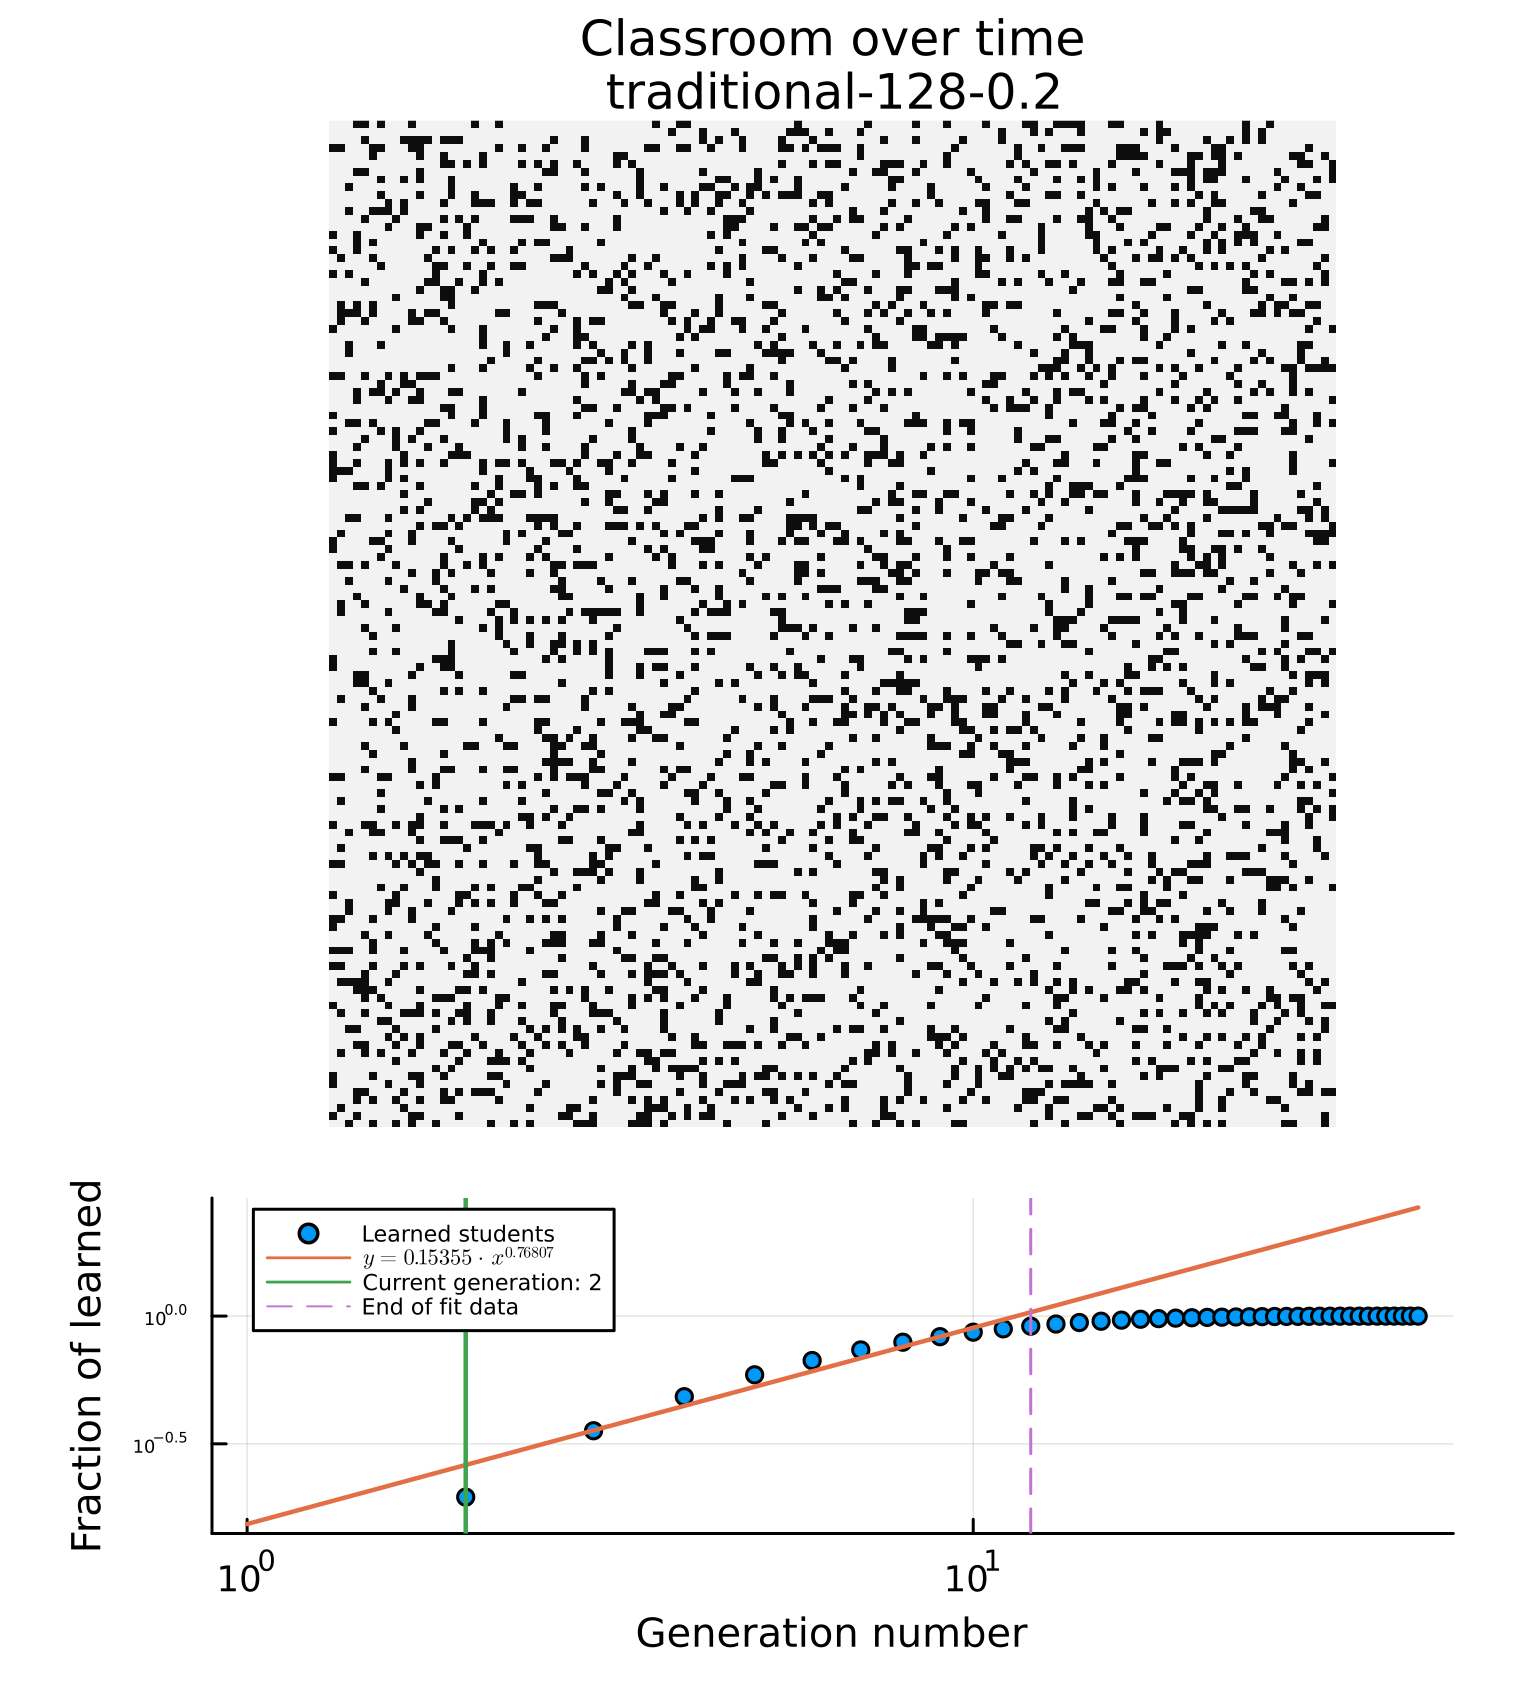 Classroom over time
traditional-128-0.2
Fraction of learned
Learned students
y = 0.15355 · x^0.76807
Current generation: 2
End of fit data
10^0.0
10^−0.5
10^0
10^1
Generation number